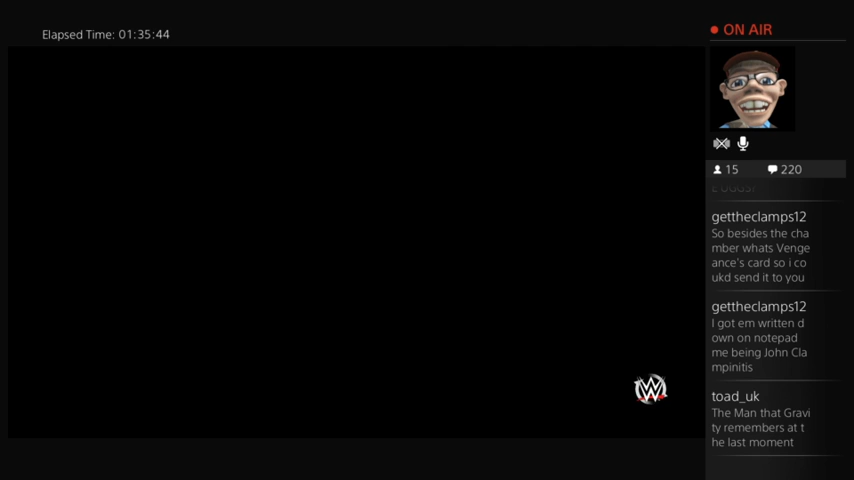 Elapsed Time: 01:35:44
ON AIR
15 220
gettheclamps12
So besides the cha
mber whats Venge
ance's card so i co
ukd send it to you
gettheclamps12
I got em written d
own on notepad
me being John Cla
mpinitis
toad_uk
The Man that Gravi
ty remembers at t
he last moment
W